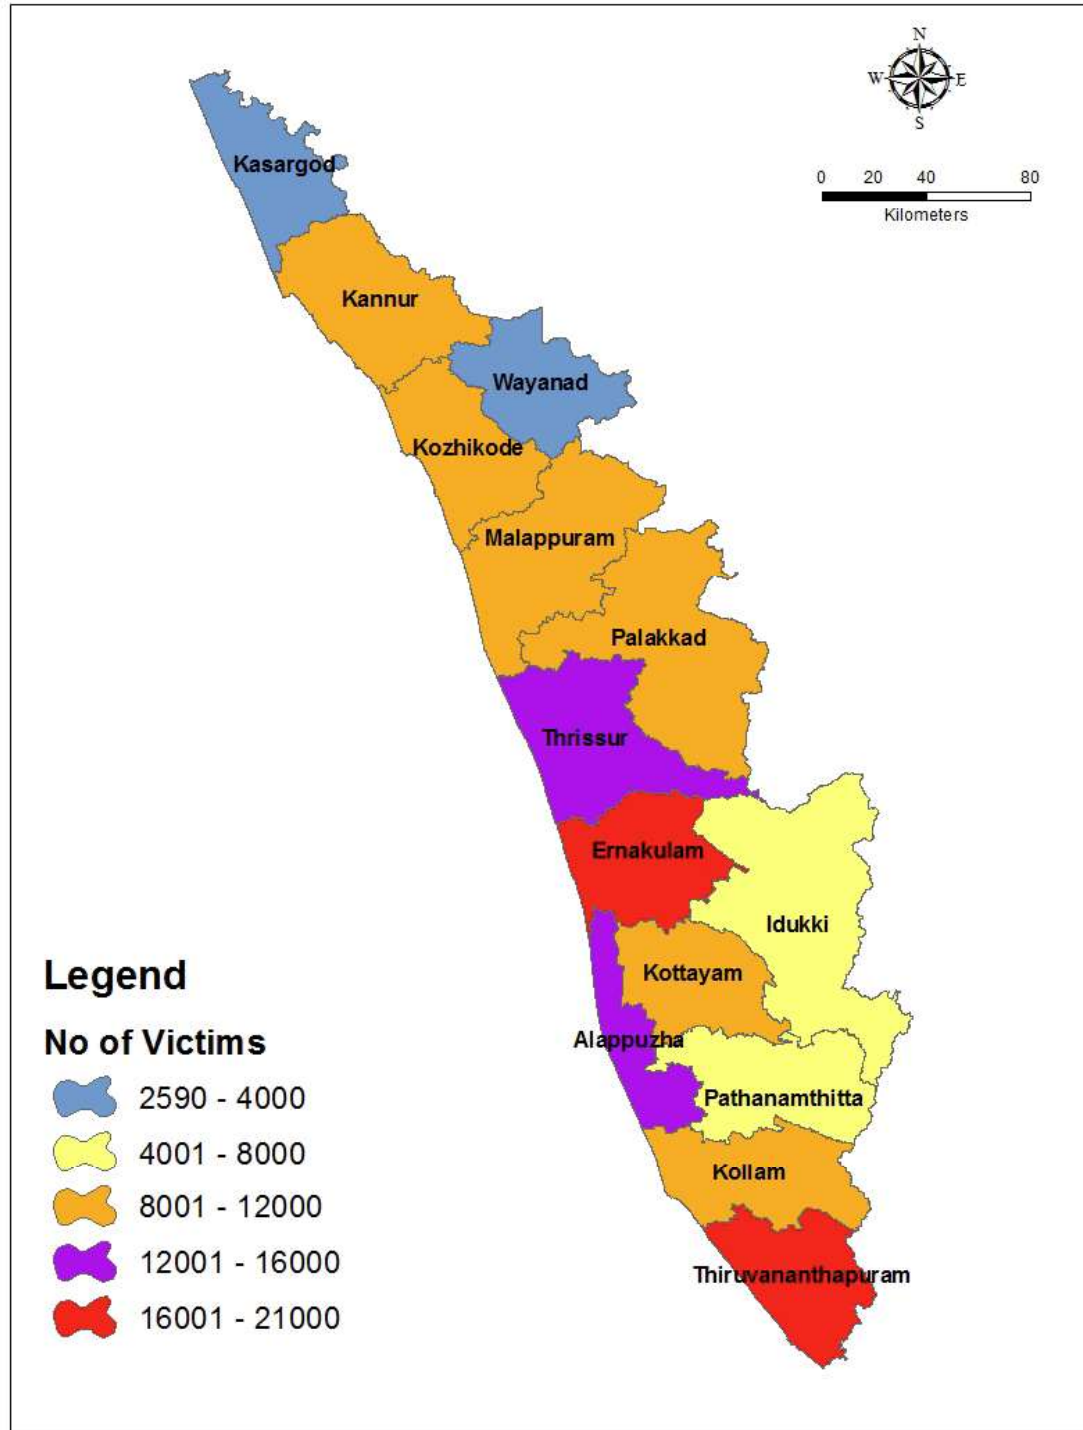 N
W E
S
0 20 40 80
Kilometers
Kasargod
Kannur
Wayanad
Kozhikode
Malappuram
Palakkad
Thrissur
Ernakulam
Idukki
Kottayam
Alappuzha
Pathanamthitta
Kollam
Thiruvananthapuram
Legend
No of Victims
2590 - 4000
4001 - 8000
8001 - 12000
12001 - 16000
16001 - 21000